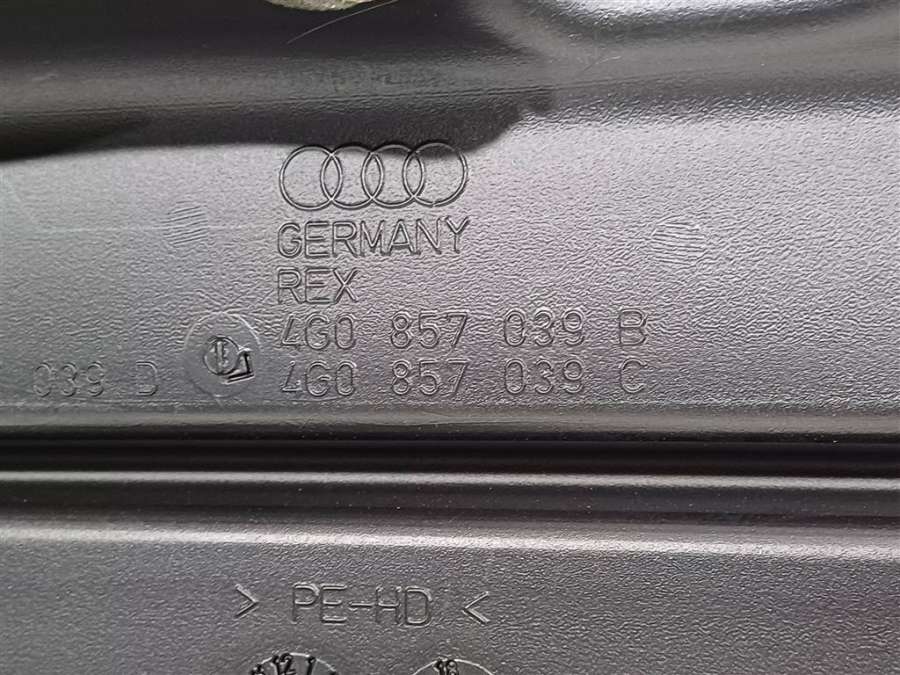 GERMANY
REX
4G0 857 039 B
039 D 4G0 857 039 C
> PE-HD <